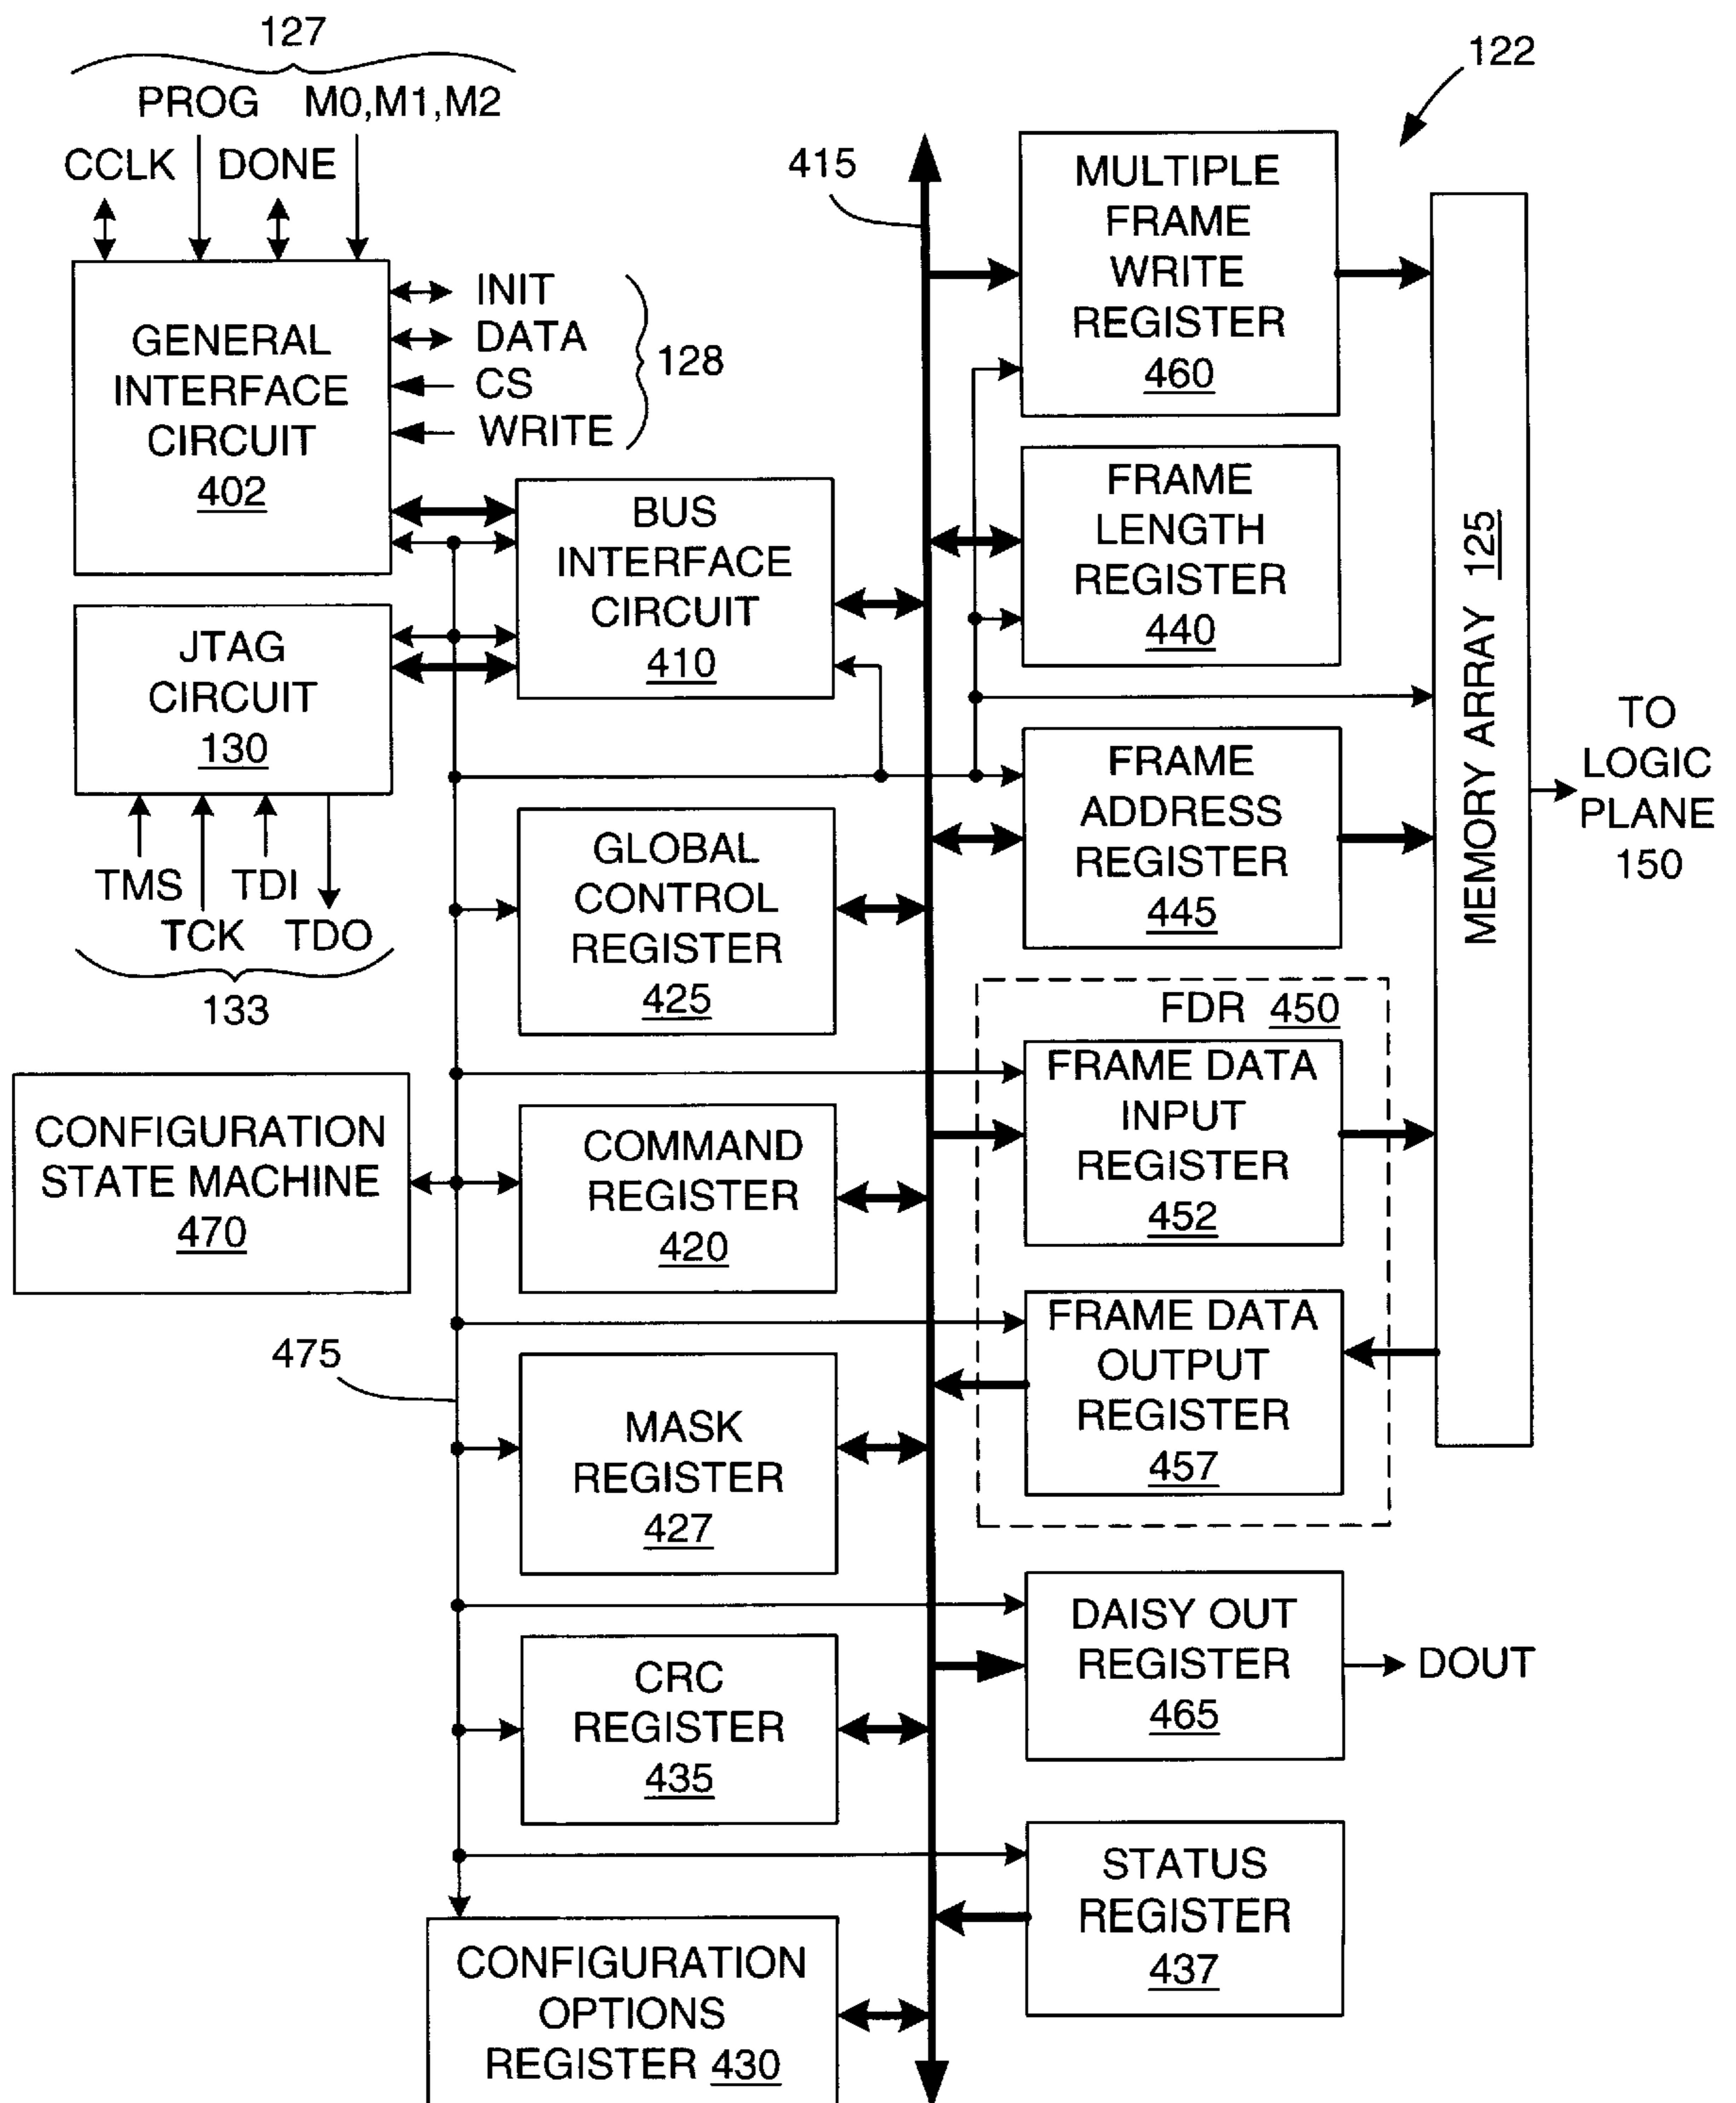 127
PROG M0,M1,M2
CCLK DONE
122
415
GENERAL
INTERFACE
CIRCUIT
402
INIT
DATA
CS
WRITE
128
BUS
INTERFACE
CIRCUIT
410
JTAG
CIRCUIT
130
TMS TDI
TCK TDO
133
GLOBAL
CONTROL
REGISTER
425
CONFIGURATION
STATE MACHINE
470
COMMAND
REGISTER
420
475
MASK
REGISTER
427
CRC
REGISTER
435
CONFIGURATION
OPTIONS
REGISTER 430
MULTIPLE
FRAME
WRITE
REGISTER
460
FRAME
LENGTH
REGISTER
440
FRAME
ADDRESS
REGISTER
445
FDR 450
FRAME DATA
INPUT
REGISTER
452
FRAME DATA
OUTPUT
REGISTER
457
DAISY OUT
REGISTER
465
DOUT
STATUS
REGISTER
437
MEMORY ARRAY 125
TO
LOGIC
PLANE
150